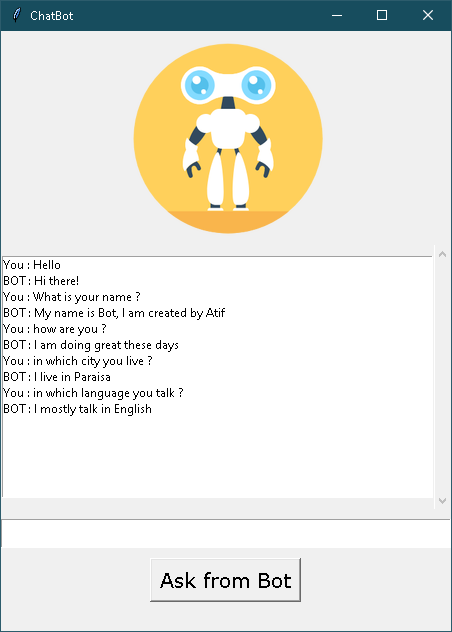 ChatBot
You : Hello
BOT : Hi there!
You : What is your name ?
BOT : My name is Bot, I am created by Atif
You : how are you ?
BOT : I am doing great these days
You : in which city you live ?
BOT : I live in Paraisa
You : in which language you talk ?
BOT : I mostly talk in English
Ask from Bot